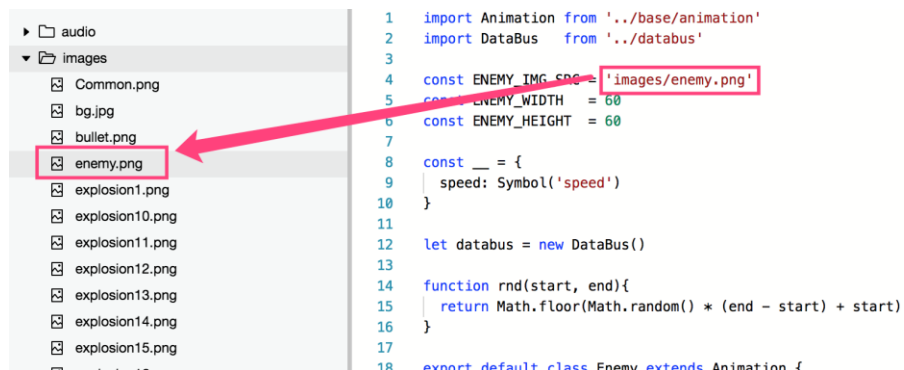 audio
images
Common.png
bg.jpg
bullet.png
enemy.png
explosion1.png
explosion10.png
explosion11.png
explosion12.png
explosion13.png
explosion14.png
explosion15.png
1 import Animation from '../base/animation'
2 import DataBus from '../databus'
3
4 const ENEMY_IMG_SRC = 'images/enemy.png'
5 const ENEMY_WIDTH = 60
6 const ENEMY_HEIGHT = 60
7
8 const __ = {
9 speed: Symbol('speed')
10 }
11
12 let databus = new DataBus()
13
14 function rnd(start, end){
15 return Math.floor(Math.random() * (end - start) + start)
16 }
17
18 export default class Enemy extends Animation {